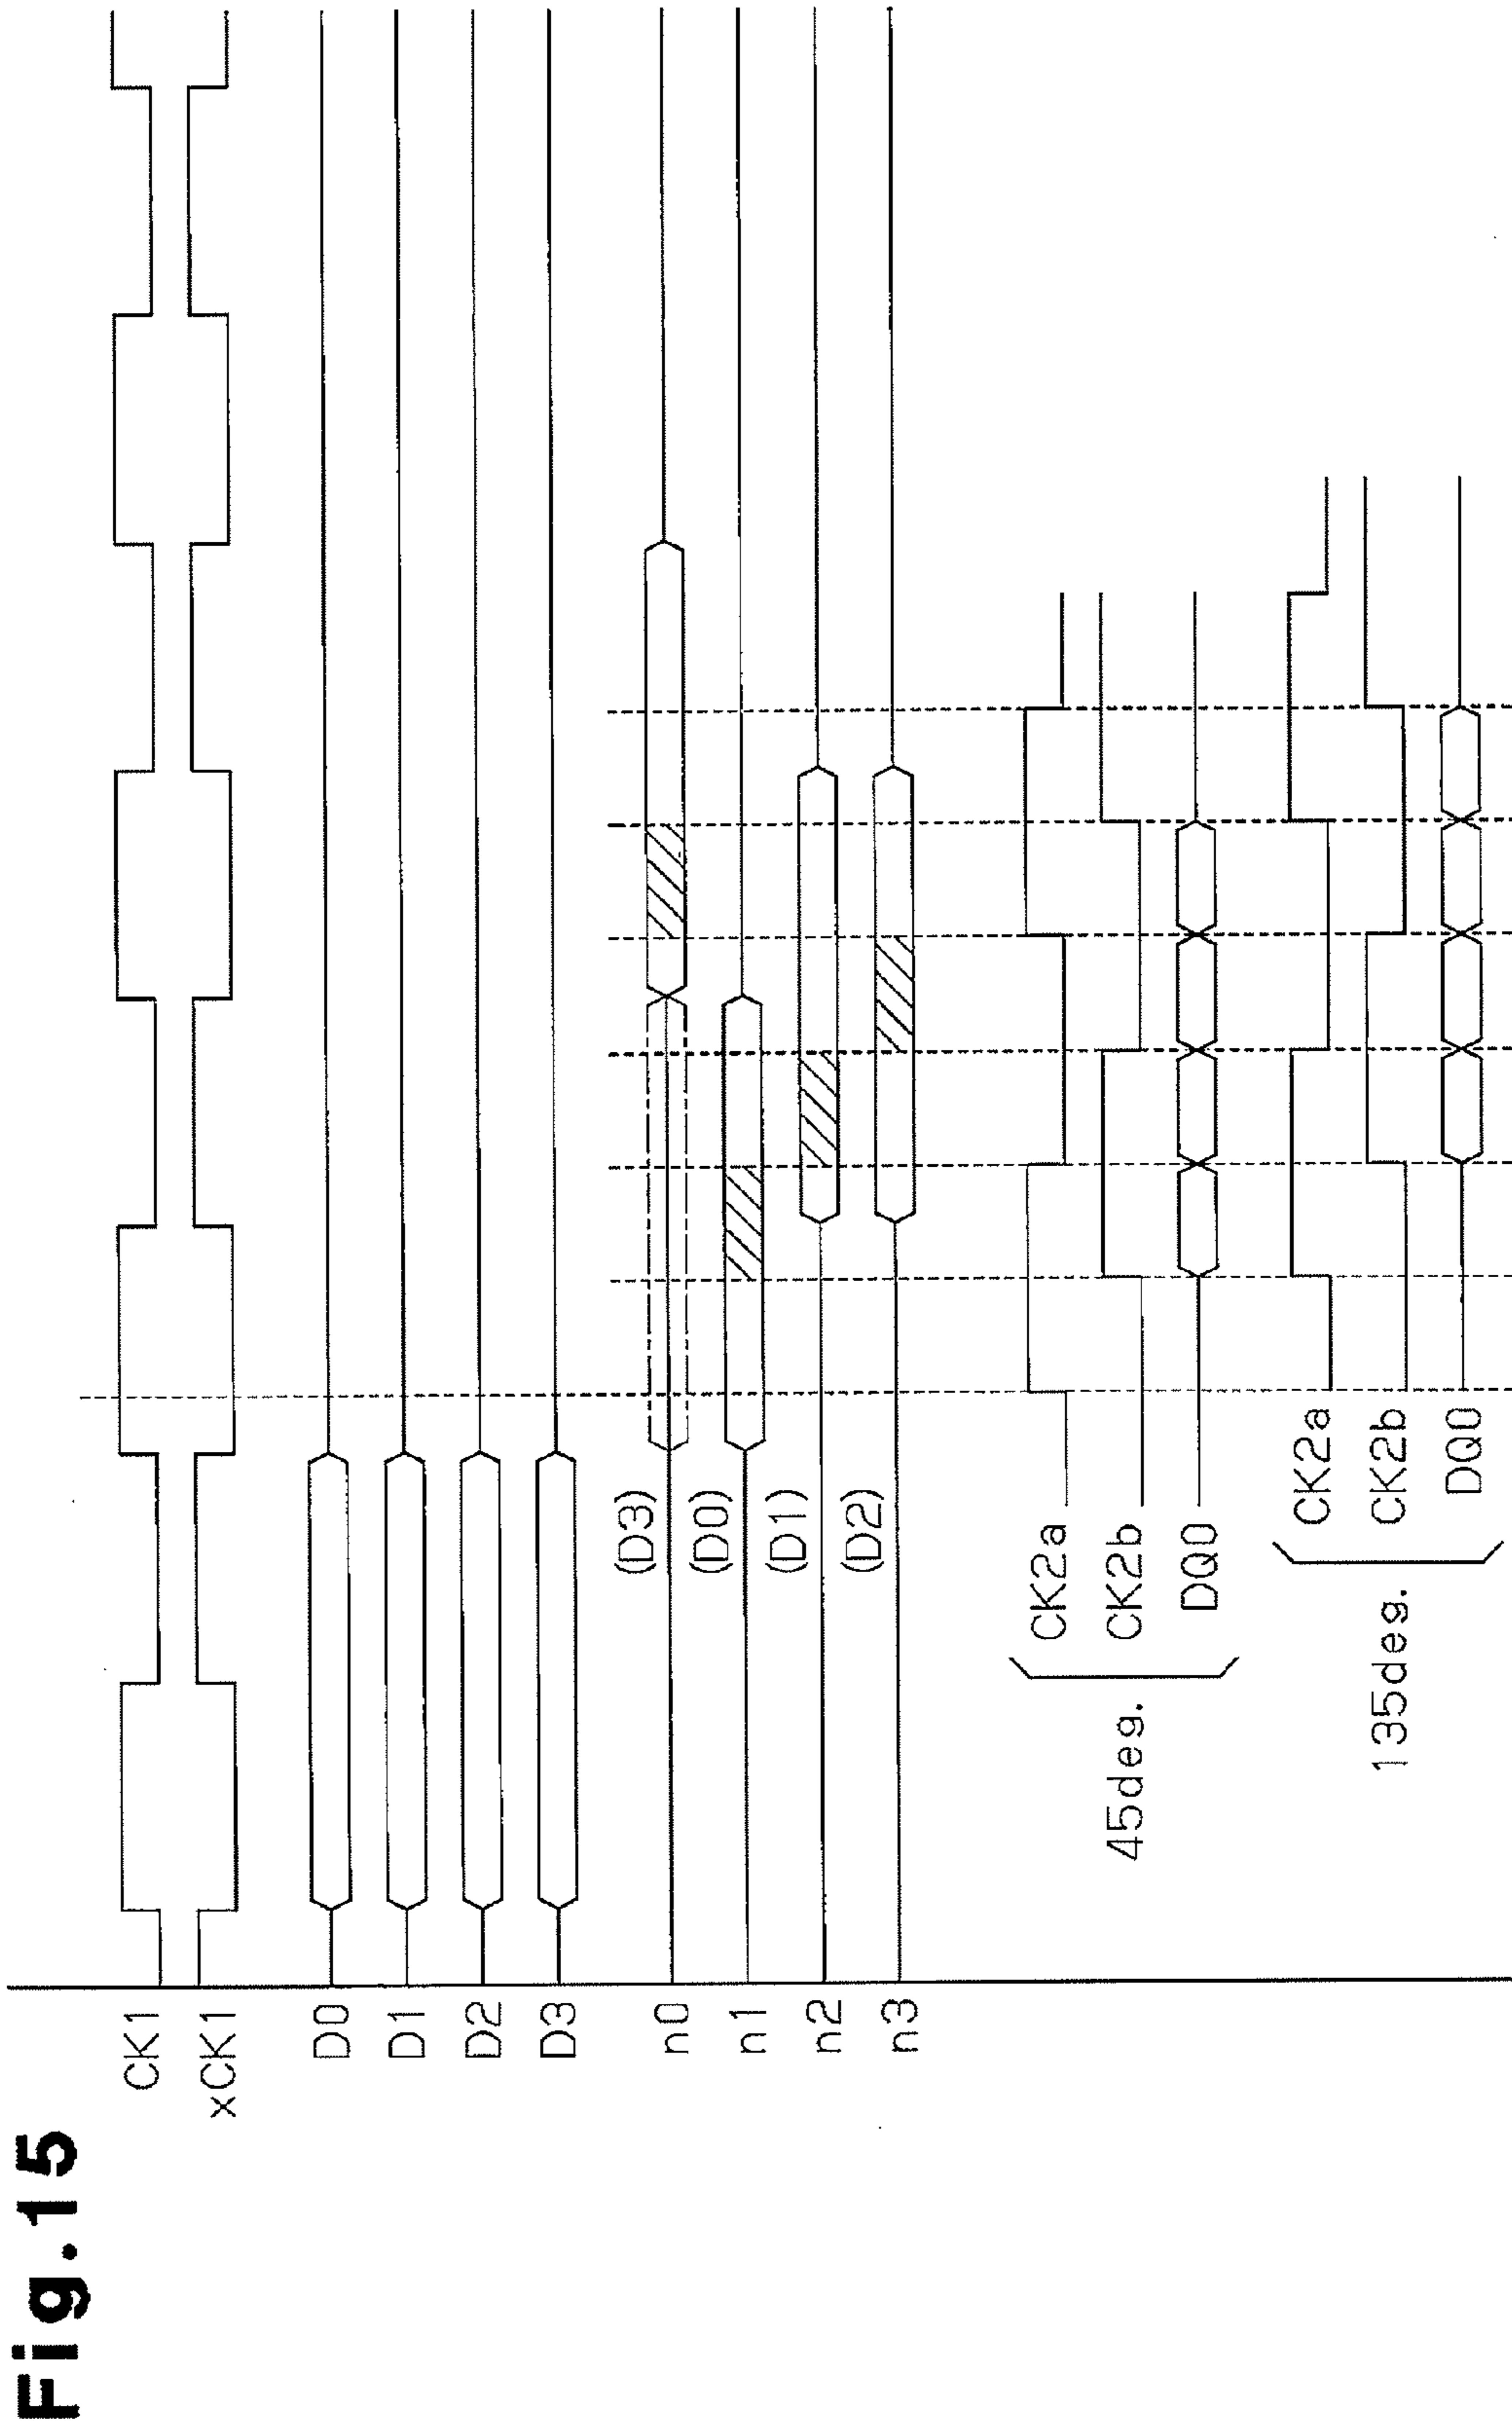 Fig.15
CK1
xCK1
D0
D1
D2
D3
n0
(D3)
n1
(D0)
n2
(D1)
n3
(D2)
45deg.
CK2a
CK2b
DQ0
135deg.
CK2a
CK2b
DQ0